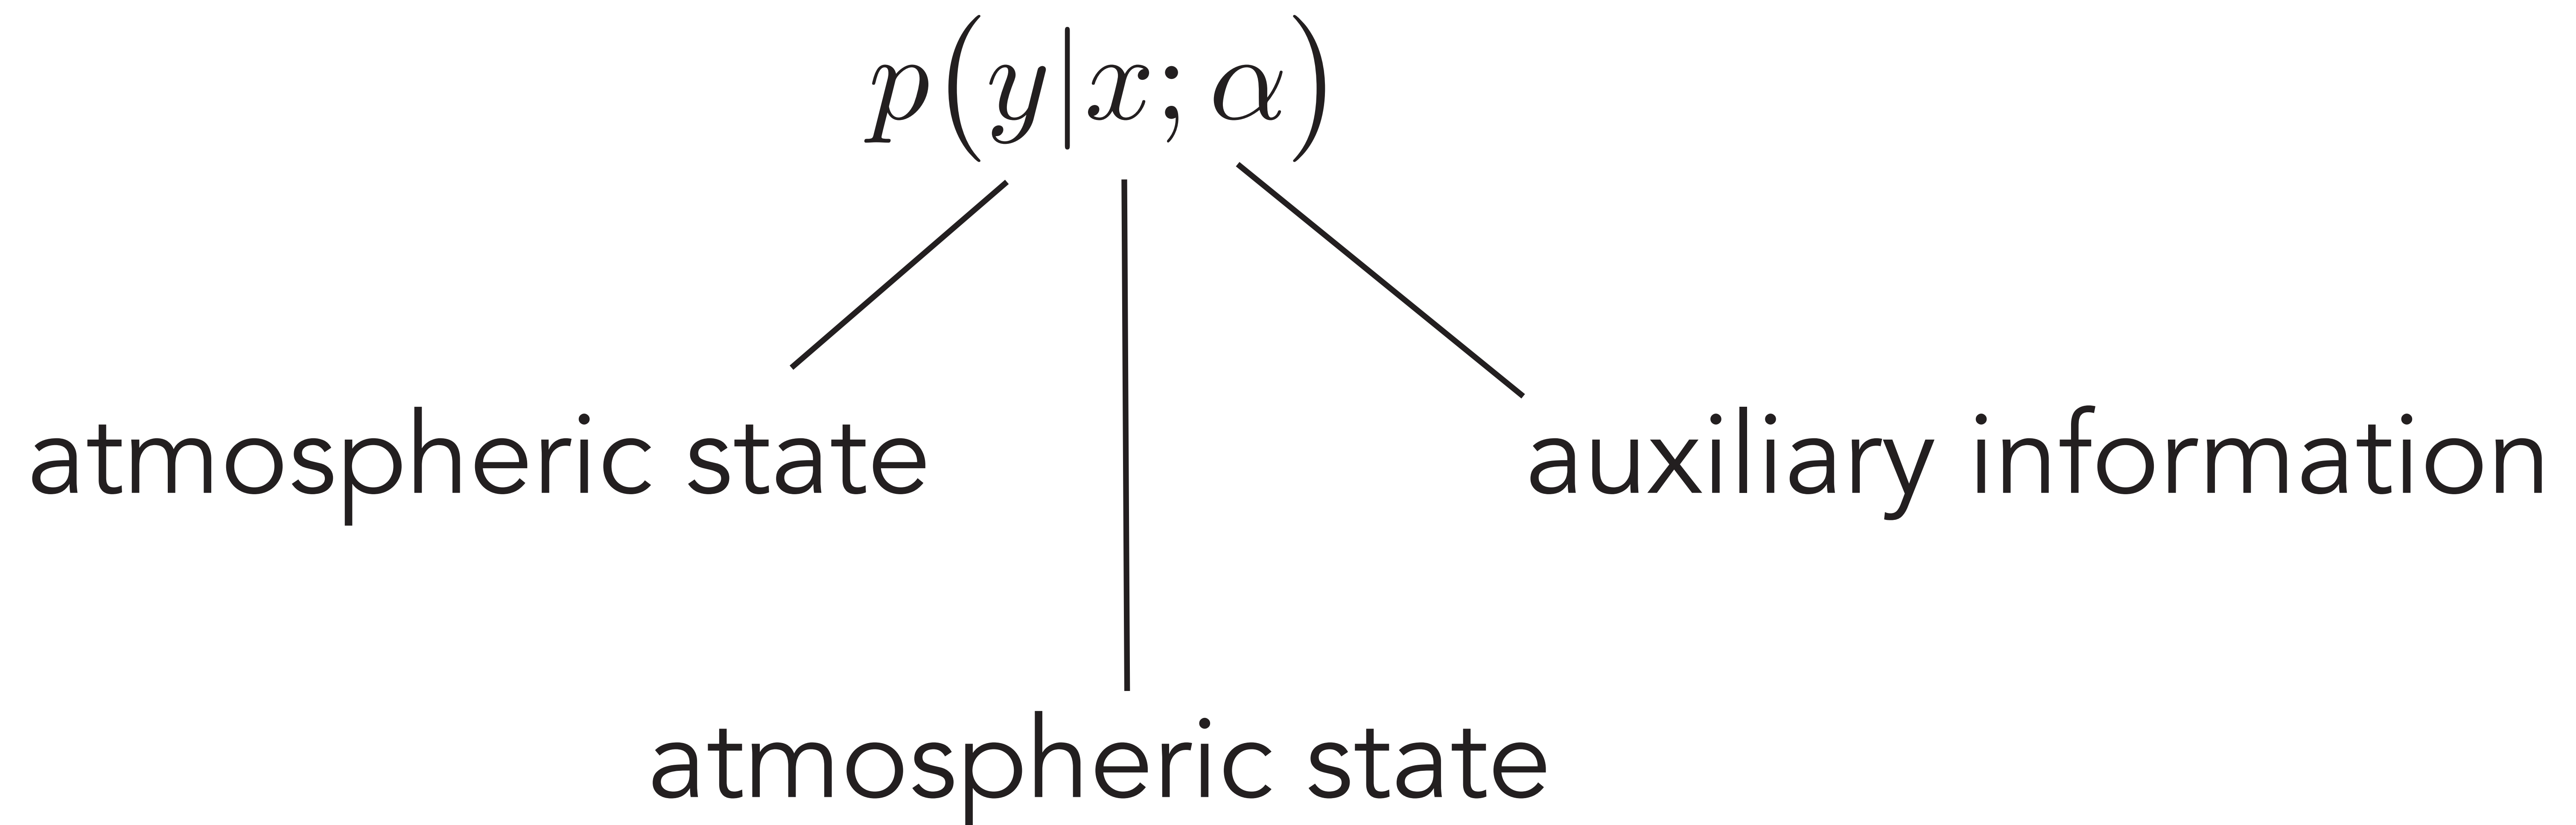 p(y|x; α)
atmospheric state
auxiliary information
atmospheric state